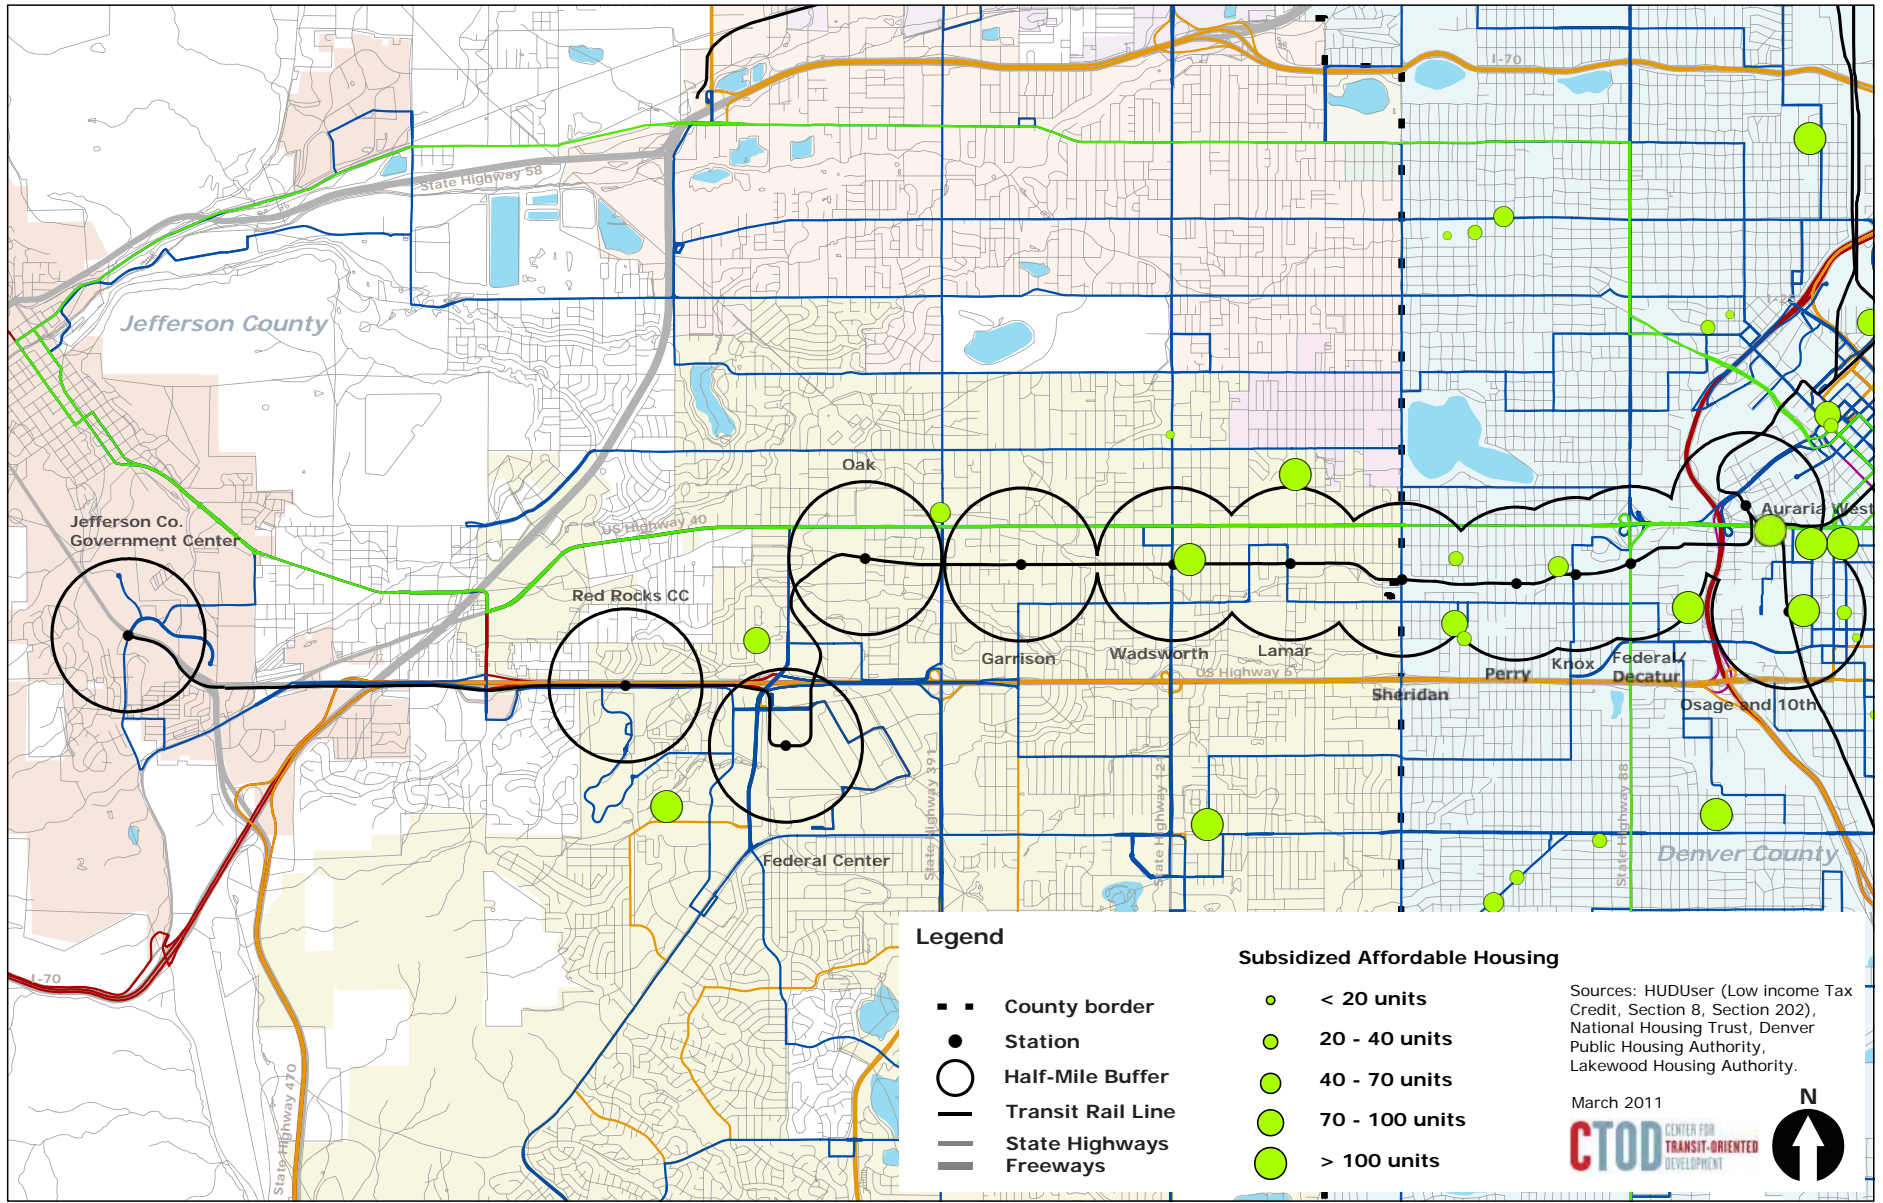 I-70
State Highway 58
Jefferson County
Oak
Jefferson Co.
Government Center
US Highway 40
Auraria West
Red Rocks CC
Garrison
Wadsworth
Lamar
US Highway 6
Sheridan
Perry
Knox
Federal/
Decatur
Osage and 10th
State Highway 391
State Highway 121
State Highway 88
Federal Center
Denver County
I-70
State Highway 470
Legend
County border
Station
Half-Mile Buffer
Transit Rail Line
State Highways
Freeways
Subsidized Affordable Housing
< 20 units
20 - 40 units
40 - 70 units
70 - 100 units
> 100 units
Sources: HUDUser (Low income Tax
Credit, Section 8, Section 202),
National Housing Trust, Denver
Public Housing Authority,
Lakewood Housing Authority.
March 2011
CTOD
CENTER FOR
TRANSIT-ORIENTED
DEVELOPMENT
N